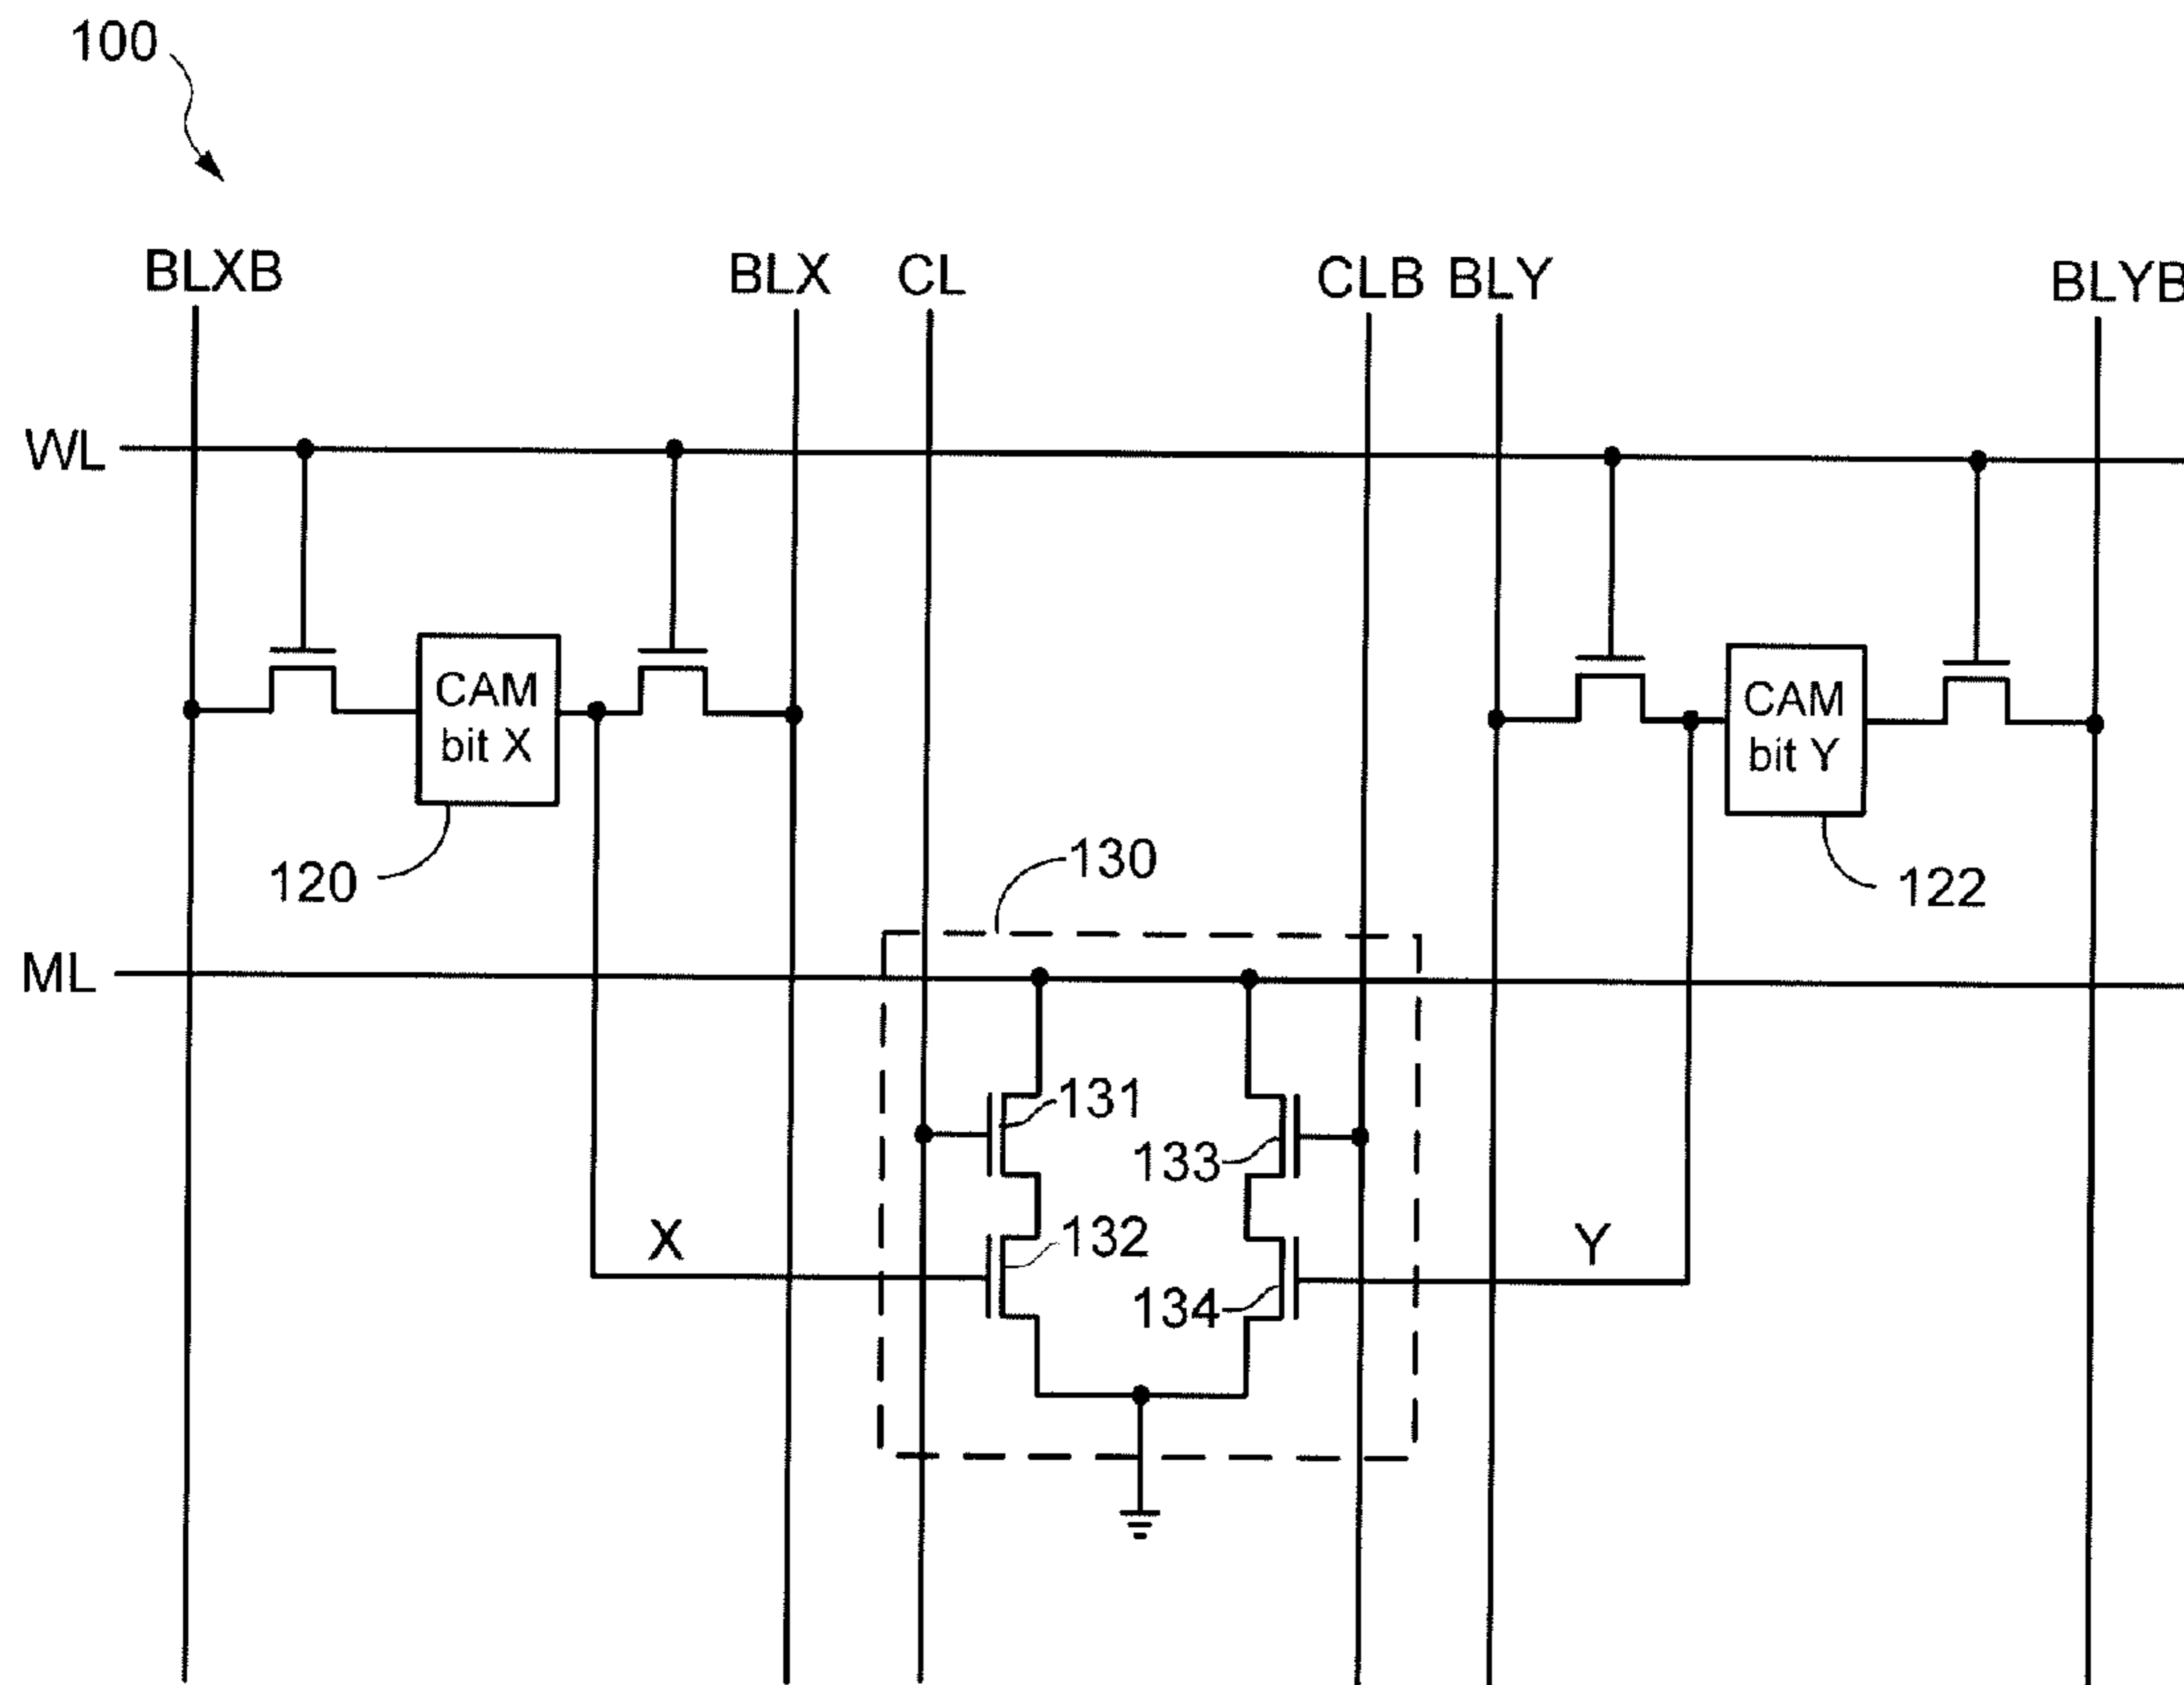 100
BLXB
BLX
CL
CLB
BLY
BLYB
WL
CAM
bit X
CAM
bit Y
120
130
122
ML
131
133
X
132
Y
134